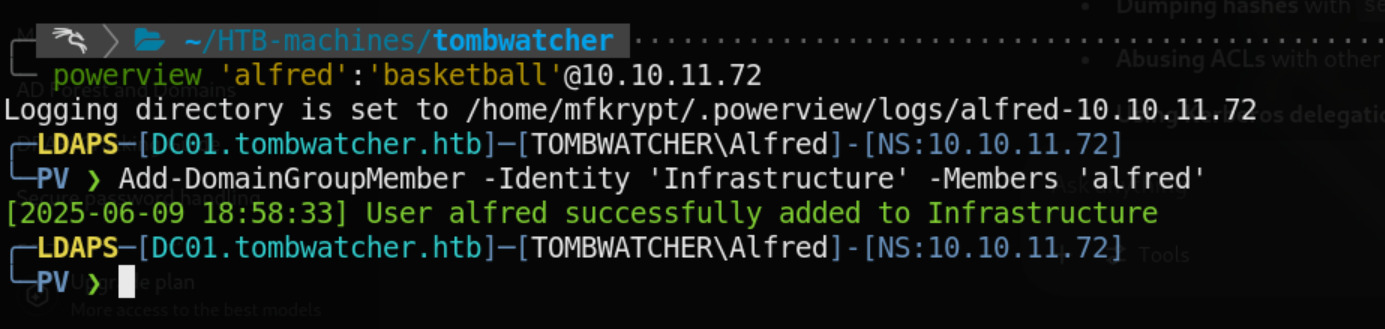 ~/HTB-machines/tombwatcher
Dumping hashes with
Abusing ACLs with other
powerview 'alfred':'basketball'@10.10.11.72
AD Forest and Domains
Logging directory is set to /home/mfkrypt/.powerview/logs/alfred-10.10.11.72
LDAPS─[DC01.tombwatcher.htb]─[TOMBWATCHER\Alfred]-[NS:10.10.11.72]
PV ❯ Add-DomainGroupMember -Identity 'Infrastructure' -Members 'alfred'
Secure password handling
[2025-06-09 18:58:33] User alfred successfully added to Infrastructure
LDAPS─[DC01.tombwatcher.htb]─[TOMBWATCHER\Alfred]-[NS:10.10.11.72]
Tools
PV ❯
Upgrade plan
More access to the best models